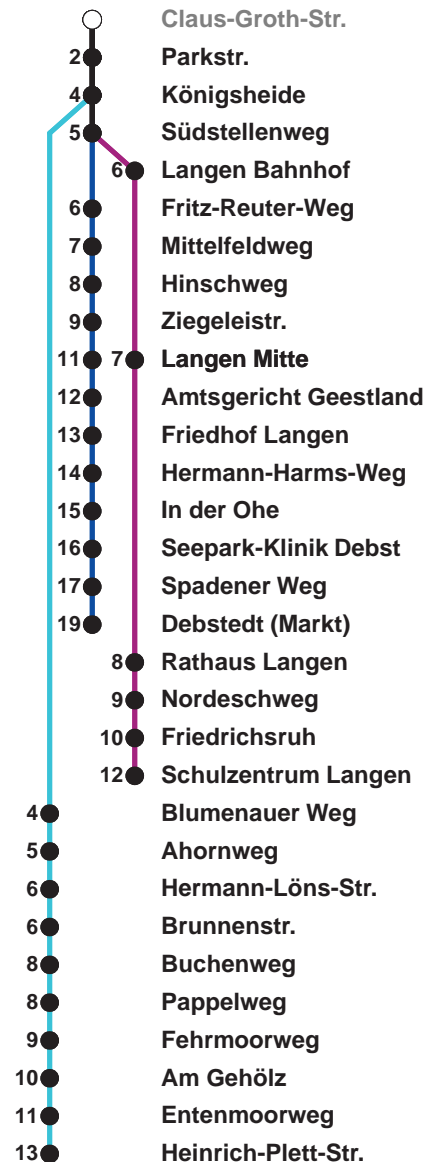 Claus-Groth-Str.
2 Parkstr.
4 Königsheide
5 Südstellenweg
6 Langen Bahnhof
6 Fritz-Reuter-Weg
7 Mittelfeldweg
8 Hinschweg
9 Ziegeleistr.
11 7 Langen Mitte
12 Amtsgericht Geestland
13 Friedhof Langen
14 Hermann-Harms-Weg
15 In der Ohe
16 Seepark-Klinik Debst
17 Spadener Weg
19 Debstedt (Markt)
8 Rathaus Langen
9 Nordeschweg
10 Friedrichsruh
12 Schulzentrum Langen
4 Blumenauer Weg
5 Ahornweg
6 Hermann-Löns-Str.
6 Brunnenstr.
8 Buchenweg
8 Pappelweg
9 Fehrmoorweg
10 Am Gehölz
11 Entenmoorweg
13 Heinrich-Plett-Str.